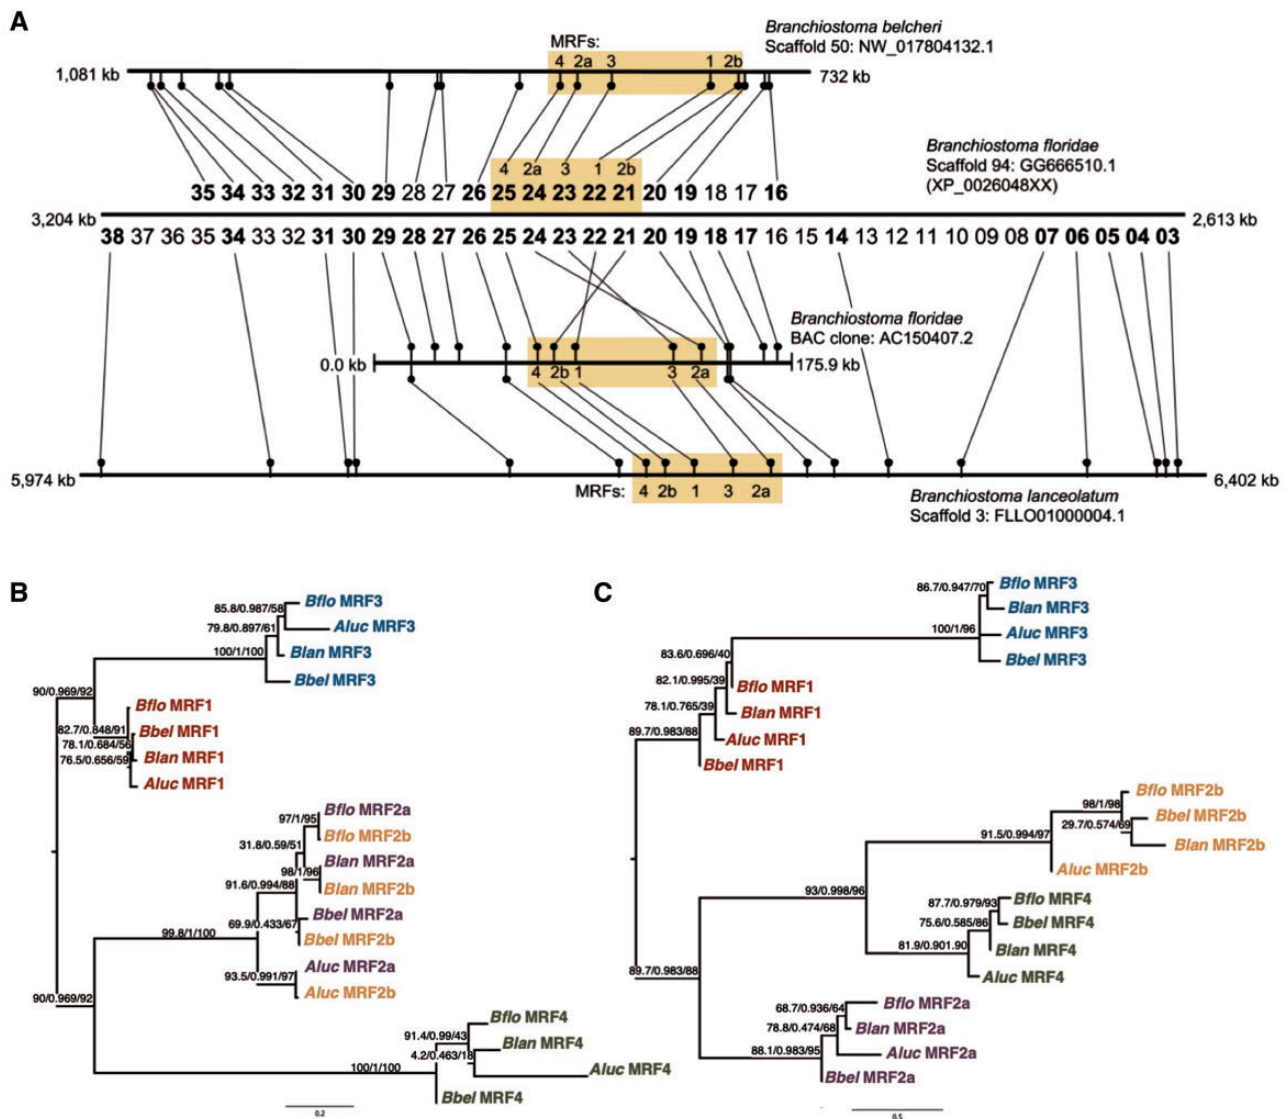 A
Branchiostoma belcheri
Scaffold 50: NW_017804132.1
MRFs:
4 2a 3 1 2b
1,081 kb
732 kb
Branchiostoma floridae
Scaffold 94: GG666510.1
(XP_0026048XX)
4 2a 3 1 2b
35 34 33 32 31 30 29 28 27 26 25 24 23 22 21 20 19 18 17 16
3,204 kb
2,613 kb
38 37 36 35 34 33 32 31 30 29 28 27 26 25 24 23 22 21 20 19 18 17 16 15 14 13 12 11 10 09 08 07 06 05 04 03
Branchiostoma floridae
BAC clone: AC150407.2
0.0 kb
175.9 kb
4 2b 1 3 2a
5,974 kb
6,402 kb
MRFs: 4 2b 1 3 2a
Branchiostoma lanceolatum
Scaffold 3: FLLO01000004.1
B
85.8/0.987/58
Bflo MRF3
79.8/0.897/61
Aluc MRF3
100/1/100
Blan MRF3
Bbel MRF3
90/0.969/92
Bflo MRF1
82.7/0.848/91
Bbel MRF1
78.1/0.684/56
Blan MRF1
76.5/0.656/59
Aluc MRF1
Bflo MRF2a
97/1/95
Bflo MRF2b
31.8/0.59/51
Blan MRF2a
98/1/96
Blan MRF2b
91.6/0.994/88
Bbel MRF2a
69.9/0.433/67
Bbel MRF2b
99.8/1/100
Aluc MRF2a
93.5/0.991/97
Aluc MRF2b
90/0.969/92
Bflo MRF4
91.4/0.99/43
Blan MRF4
4.2/0.463/18
Aluc MRF4
100/1/100
Bbel MRF4
0.2
C
86.7/0.947/70
Bflo MRF3
Blan MRF3
100/1/96
Aluc MRF3
Bbel MRF3
83.6/0.696/40
82.1/0.995/39
Bflo MRF1
78.1/0.765/39
Blan MRF1
89.7/0.983/88
Aluc MRF1
Bbel MRF1
98/1/98
Bflo MRF2b
29.7/0.574/69
Bbel MRF2b
91.5/0.994/97
Blan MRF2b
Aluc MRF2b
93/0.998/96
87.7/0.979/93
Bflo MRF4
75.6/0.585/86
Bbel MRF4
81.9/0.901.90
Blan MRF4
Aluc MRF4
89.7/0.983/88
68.7/0.936/64
Bflo MRF2a
78.8/0.474/68
Blan MRF2a
88.1/0.983/95
Aluc MRF2a
Bbel MRF2a
0.5